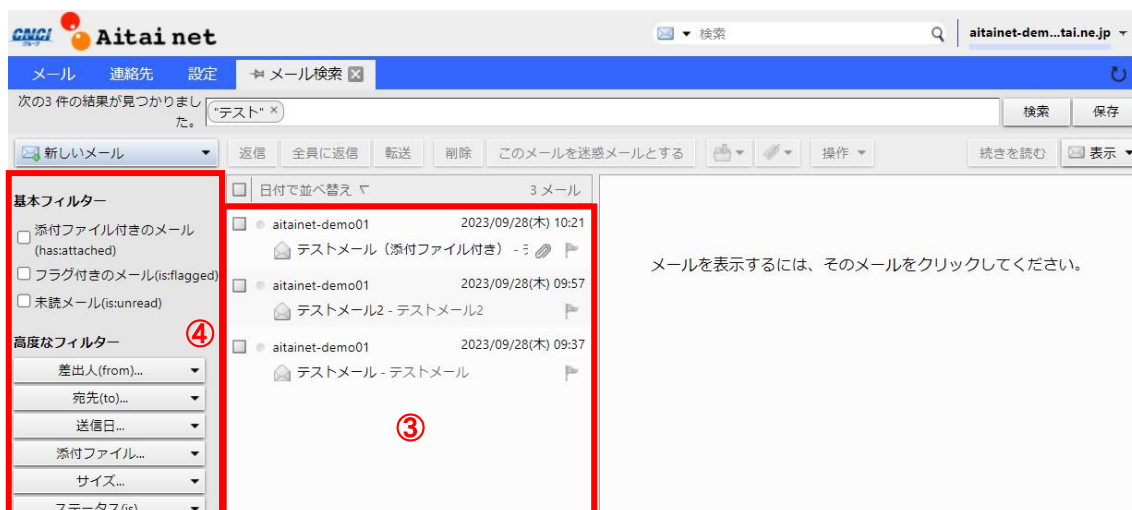 CNCI グループ Aitai net
検索
aitainet-dem...tai.ne.jp
メール 連絡先 設定 メール検索
次の3 件の結果が見つかりまし
た。
"テスト" ×
検索 保存
新しいメール
返信 全員に返信 転送 削除 このメールを迷惑メールとする 操作 続きを読む 表示
基本フィルター
添付ファイル付きのメール
(has:attached)
フラグ付きのメール(is:flagged)
未読メール(is:unread)
④
高度なフィルター
差出人(from)...
宛先(to)...
送信日...
添付ファイル...
サイズ...
ステータス(is)
日付で並べ替え 3 メール
aitainet-demo01 2023/09/28(木) 10:21
テストメール（添付ファイル付き） -
aitainet-demo01 2023/09/28(木) 09:57
テストメール2 - テストメール2
aitainet-demo01 2023/09/28(木) 09:37
テストメール - テストメール
③
メールを表示するには、そのメールをクリックしてください。